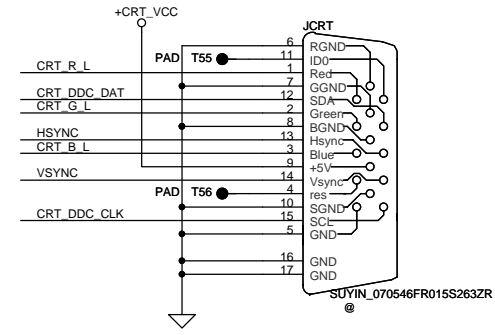 +CRT_VCC
JCRT
6 RGND
PAD T55 11 ID0
CRT_R_L 1 Red
7 GGND
CRT_DDC_DAT 12 SDA
CRT_G_L 2 Green
8 BGND
HSYNC 13 Hsync
CRT_B_L 3 Blue
9 +5V
VSYNC 14 Vsync
PAD T56 4 res
10 SGND
CRT_DDC_CLK 15 SCL
5 GND
16 GND
17 GND
SUYIN_070546FR015S263ZR
@